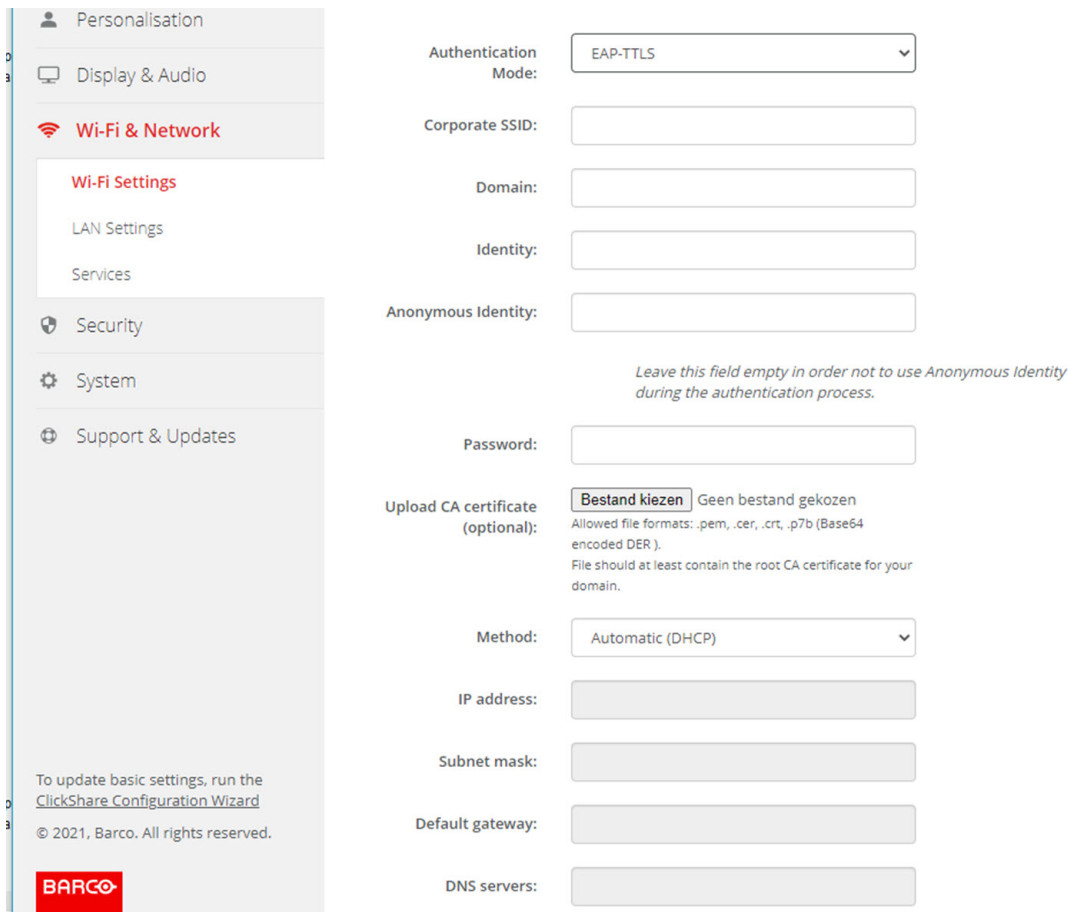 Personalisation
Display & Audio
Wi-Fi & Network
Wi-Fi Settings
LAN Settings
Services
Security
System
Support & Updates
To update basic settings, run the
ClickShare Configuration Wizard
© 2021, Barco. All rights reserved.
BARCO
Authentication
Mode:
EAP-TTLS
Corporate SSID:
Domain:
Identity:
Anonymous Identity:
Leave this field empty in order not to use Anonymous Identity
during the authentication process.
Password:
Upload CA certificate
(optional):
Bestand kiezen Geen bestand gekozen
Allowed file formats: .pem, .cer, .crt, .p7b (Base64
encoded DER ).
File should at least contain the root CA certificate for your
domain.
Method:
Automatic (DHCP)
IP address:
Subnet mask:
Default gateway:
DNS servers: